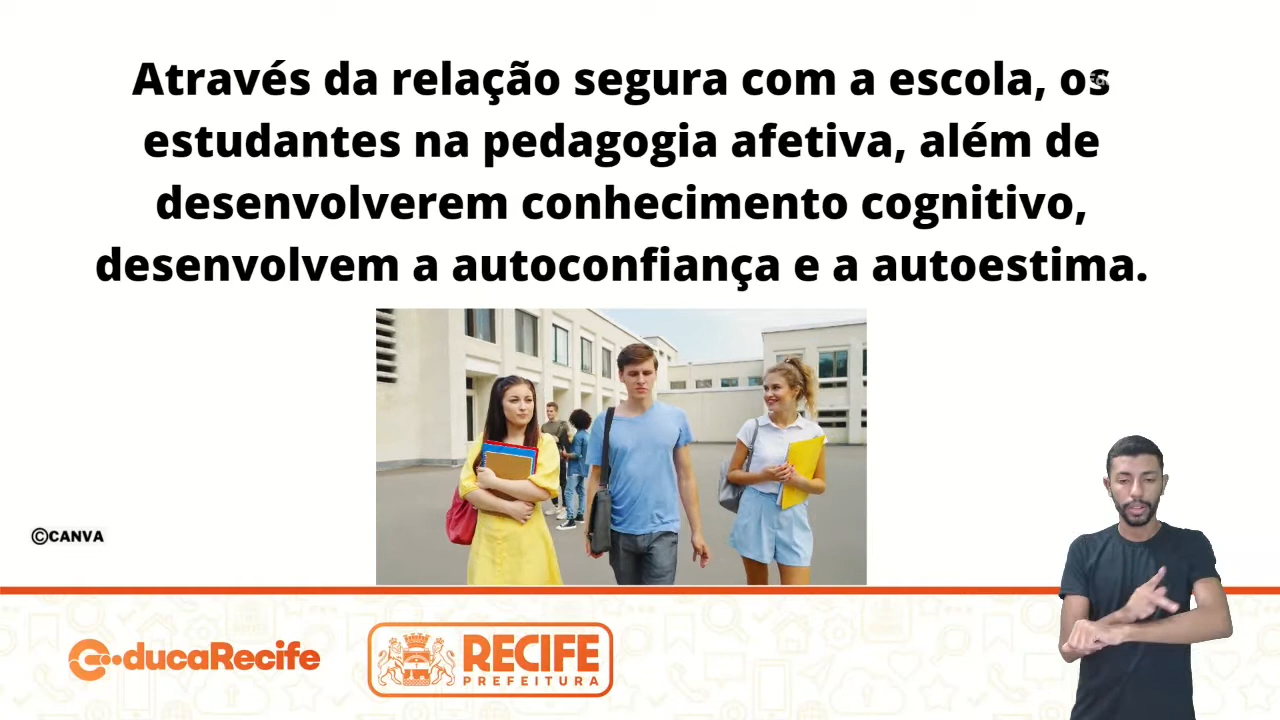 Através da relação segura com a escola, os
estudantes na pedagogia afetiva, além de
desenvolverem conhecimento cognitivo,
desenvolvem a autoconfiança e a autoestima.
©CANVA
ducaRecife
RECIFE
PREFEITURA